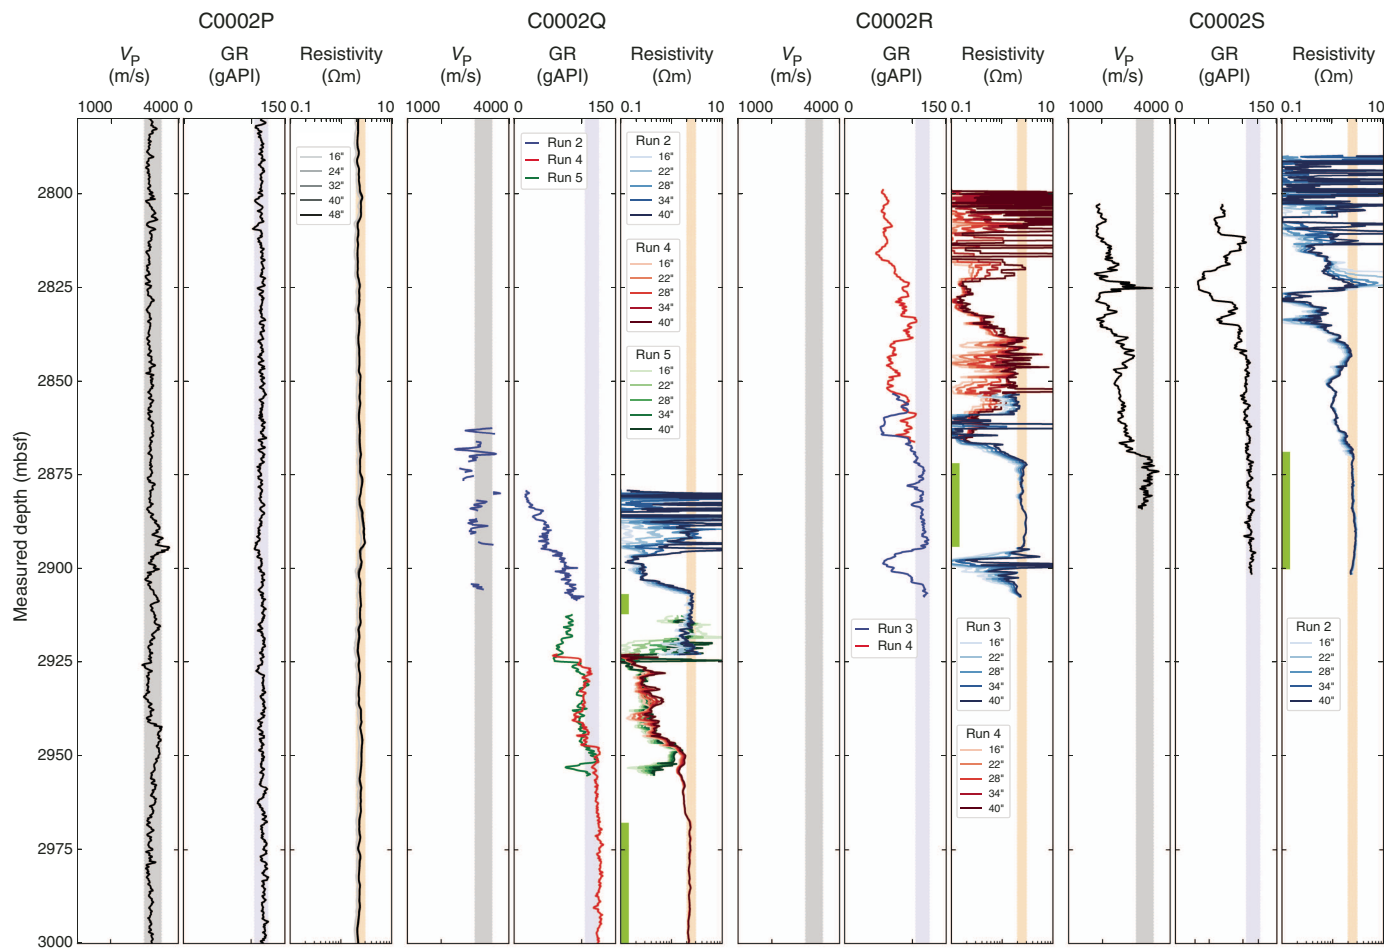 C0002P C0002Q C0002R C0002S
VP GR Resistivity VP GR Resistivity VP GR Resistivity VP GR Resistivity
(m/s) (gAPI) (Ωm) (m/s) (gAPI) (Ωm) (m/s) (gAPI) (Ωm) (m/s) (gAPI) (Ωm)
1000 4000 0 150 0.1 10 1000 4000 0 150 0.1 10 1000 4000 0 150 0.1 10 1000 4000 0 0 150 0.1 10
Measured depth (mbsf)
2800
2825
2850
2875
2900
2925
2950
2975
3000
16"
24"
32"
40"
48"
Run 2
Run 4
Run 5
Run 2
16"
22"
28"
34"
40"
Run 4
16"
22"
28"
34"
40"
Run 5
16"
22"
28"
34"
40"
Run 3
Run 4
Run 3
16"
22"
28"
34"
40"
Run 4
16"
22"
28"
34"
40"
Run 2
16"
22"
28"
34"
40"